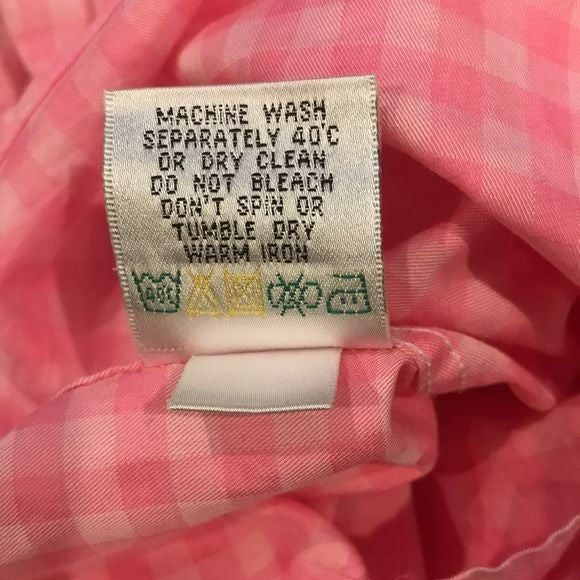 MACHINE WASH
SEPARATELY 40°C
OR DRY CLEAN
DO NOT BLEACH
DON'T SPIN OR
TUMBLE DRY
WARM IRON